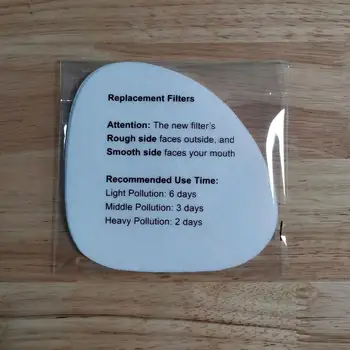 Replacement Filters
Attention: The new filter's
Rough side faces outside, and
Smooth side faces your mouth
Recommended Use Time:
Light Pollution: 6 days
Middle Pollution: 3 days
Heavy Pollution: 2 days